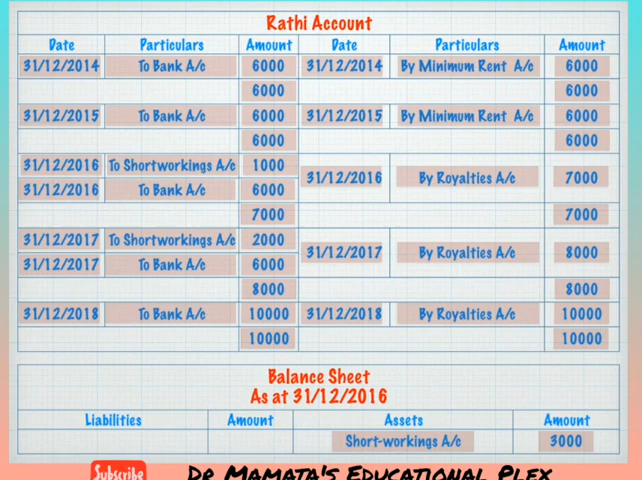 Rathi Account
Date Particulars Amount Date Particulars Amount
31/12/2014 To Bank A/c 6000 31/12/2014 By Minimum Rent A/c 6000
6000 6000
31/12/2015 To Bank A/c 6000 31/12/2015 By Minimum Rent A/c 6000
6000 6000
31/12/2016 To Shortworkings A/c 1000
31/12/2016 By Royalties A/c 7000
31/12/2016 To Bank A/c 6000
7000 7000
31/12/2017 To Shortworkings A/c 2000
31/12/2017 By Royalties A/c 8000
31/12/2017 To Bank A/c 6000
8000 8000
31/12/2018 To Bank A/c 10000 31/12/2018 By Royalties A/c 10000
10000 10000
Balance Sheet
As at 31/12/2016
Liabilities Amount Assets Amount
Short-workings A/c 3000
Subscribe Dr Mamata's Educational Plex